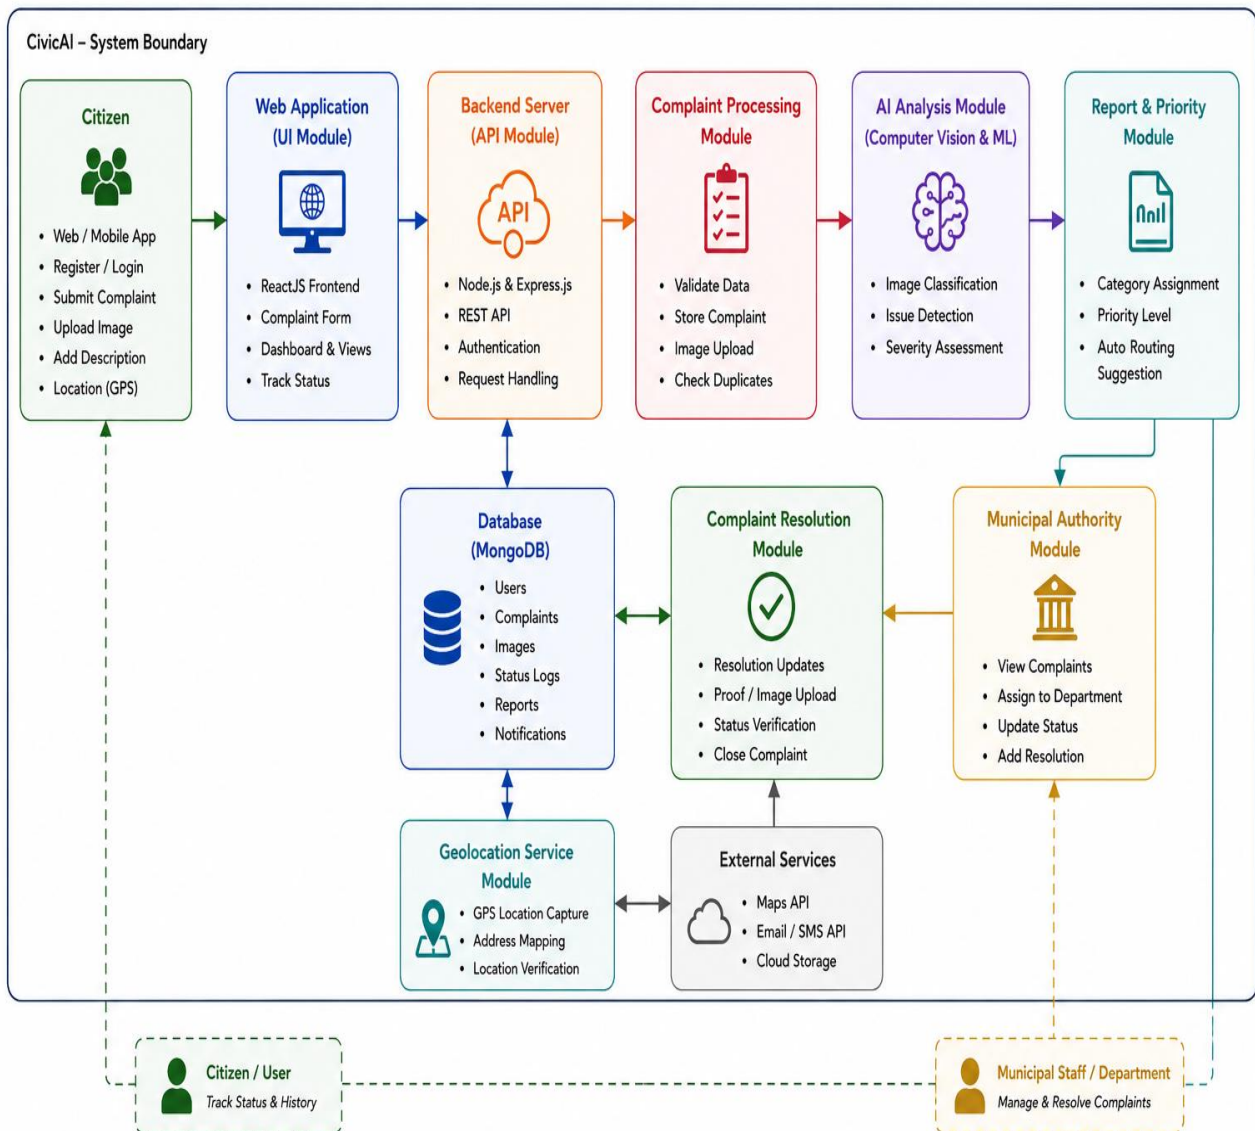 CivicAI – System Boundary
Citizen
• Web / Mobile App
• Register / Login
• Submit Complaint
• Upload Image
• Add Description
• Location (GPS)
Web Application
(UI Module)
• ReactJS Frontend
• Complaint Form
• Dashboard & Views
• Track Status
Backend Server
(API Module)
API
• Node.js & Express.js
• REST API
• Authentication
• Request Handling
Complaint Processing
Module
• Validate Data
• Store Complaint
• Image Upload
• Check Duplicates
AI Analysis Module
(Computer Vision & ML)
• Image Classification
• Issue Detection
• Severity Assessment
Report & Priority
Module
• Category Assignment
• Priority Level
• Auto Routing
Suggestion
Database
(MongoDB)
• Users
• Complaints
• Images
• Status Logs
• Reports
• Notifications
Complaint Resolution
Module
• Resolution Updates
• Proof / Image Upload
• Status Verification
• Close Complaint
Municipal Authority
Module
• View Complaints
• Assign to Department
• Update Status
• Add Resolution
Geolocation Service
Module
• GPS Location Capture
• Address Mapping
• Location Verification
External Services
• Maps API
• Email / SMS API
• Cloud Storage
Citizen / User
Track Status & History
Municipal Staff / Department
Manage & Resolve Complaints